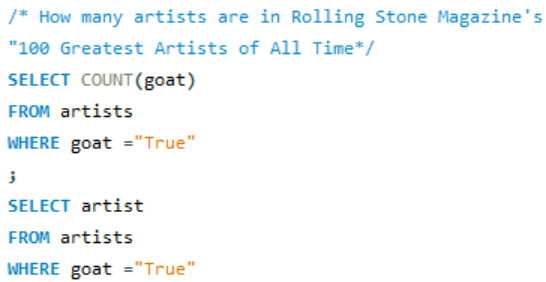 /* How many artists are in Rolling Stone Magazine's
"100 Greatest Artists of All Time*/
SELECT COUNT(goat)
FROM artists
WHERE goat ="True"
;
SELECT artist
FROM artists
WHERE goat ="True"